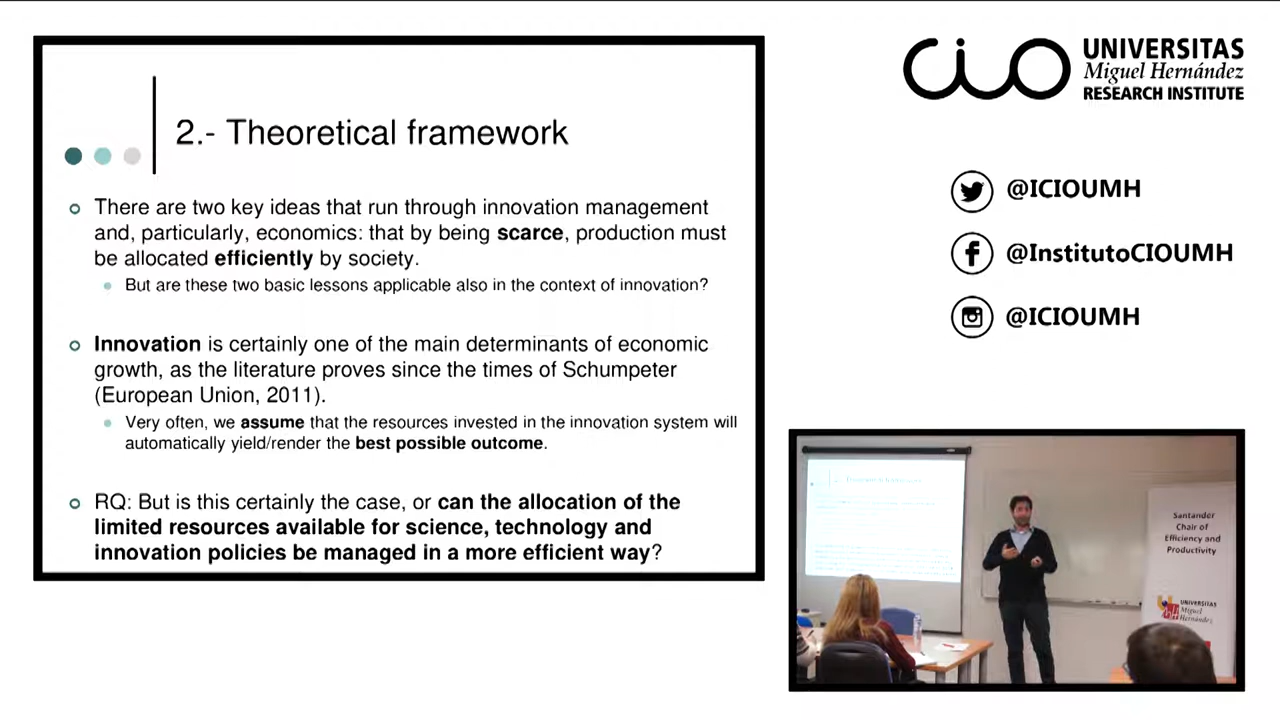 2.- Theoretical framework
There are two key ideas that run through innovation management
and, particularly, economics: that by being scarce, production must
be allocated efficiently by society.
But are these two basic lessons applicable also in the context of innovation?
Innovation is certainly one of the main determinants of economic
growth, as the literature proves since the times of Schumpeter
(European Union, 2011).
Very often, we assume that the resources invested in the innovation system will
automatically yield/render the best possible outcome.
RQ: But is this certainly the case, or can the allocation of the
limited resources available for science, technology and
innovation policies be managed in a more efficient way?
cio
UNIVERSITAS
Miguel Hernández
RESEARCH INSTITUTE
@ICIOUMH
@InstitutoCIOUMH
@ICIOUMH
Santander
Chair of
Efficiency and
Productivity
UNIVERSITAS
Miguel
Hernández